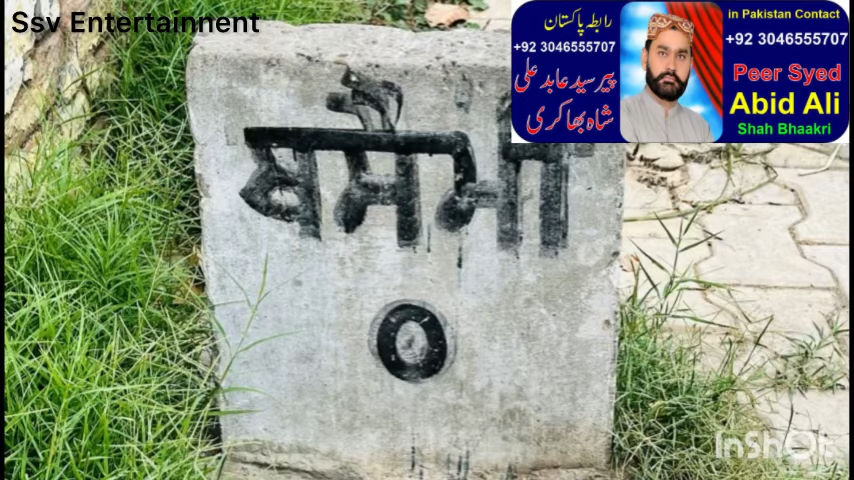 Ssv Entertainment
رابطہ پاکستان
+92 3046555707
پیر سید عابد علی
شاہ بھاکری
in Pakistan Contact
+92 3046555707
Peer Syed
Abid Ali
Shah Bhaakri
0
InShOt